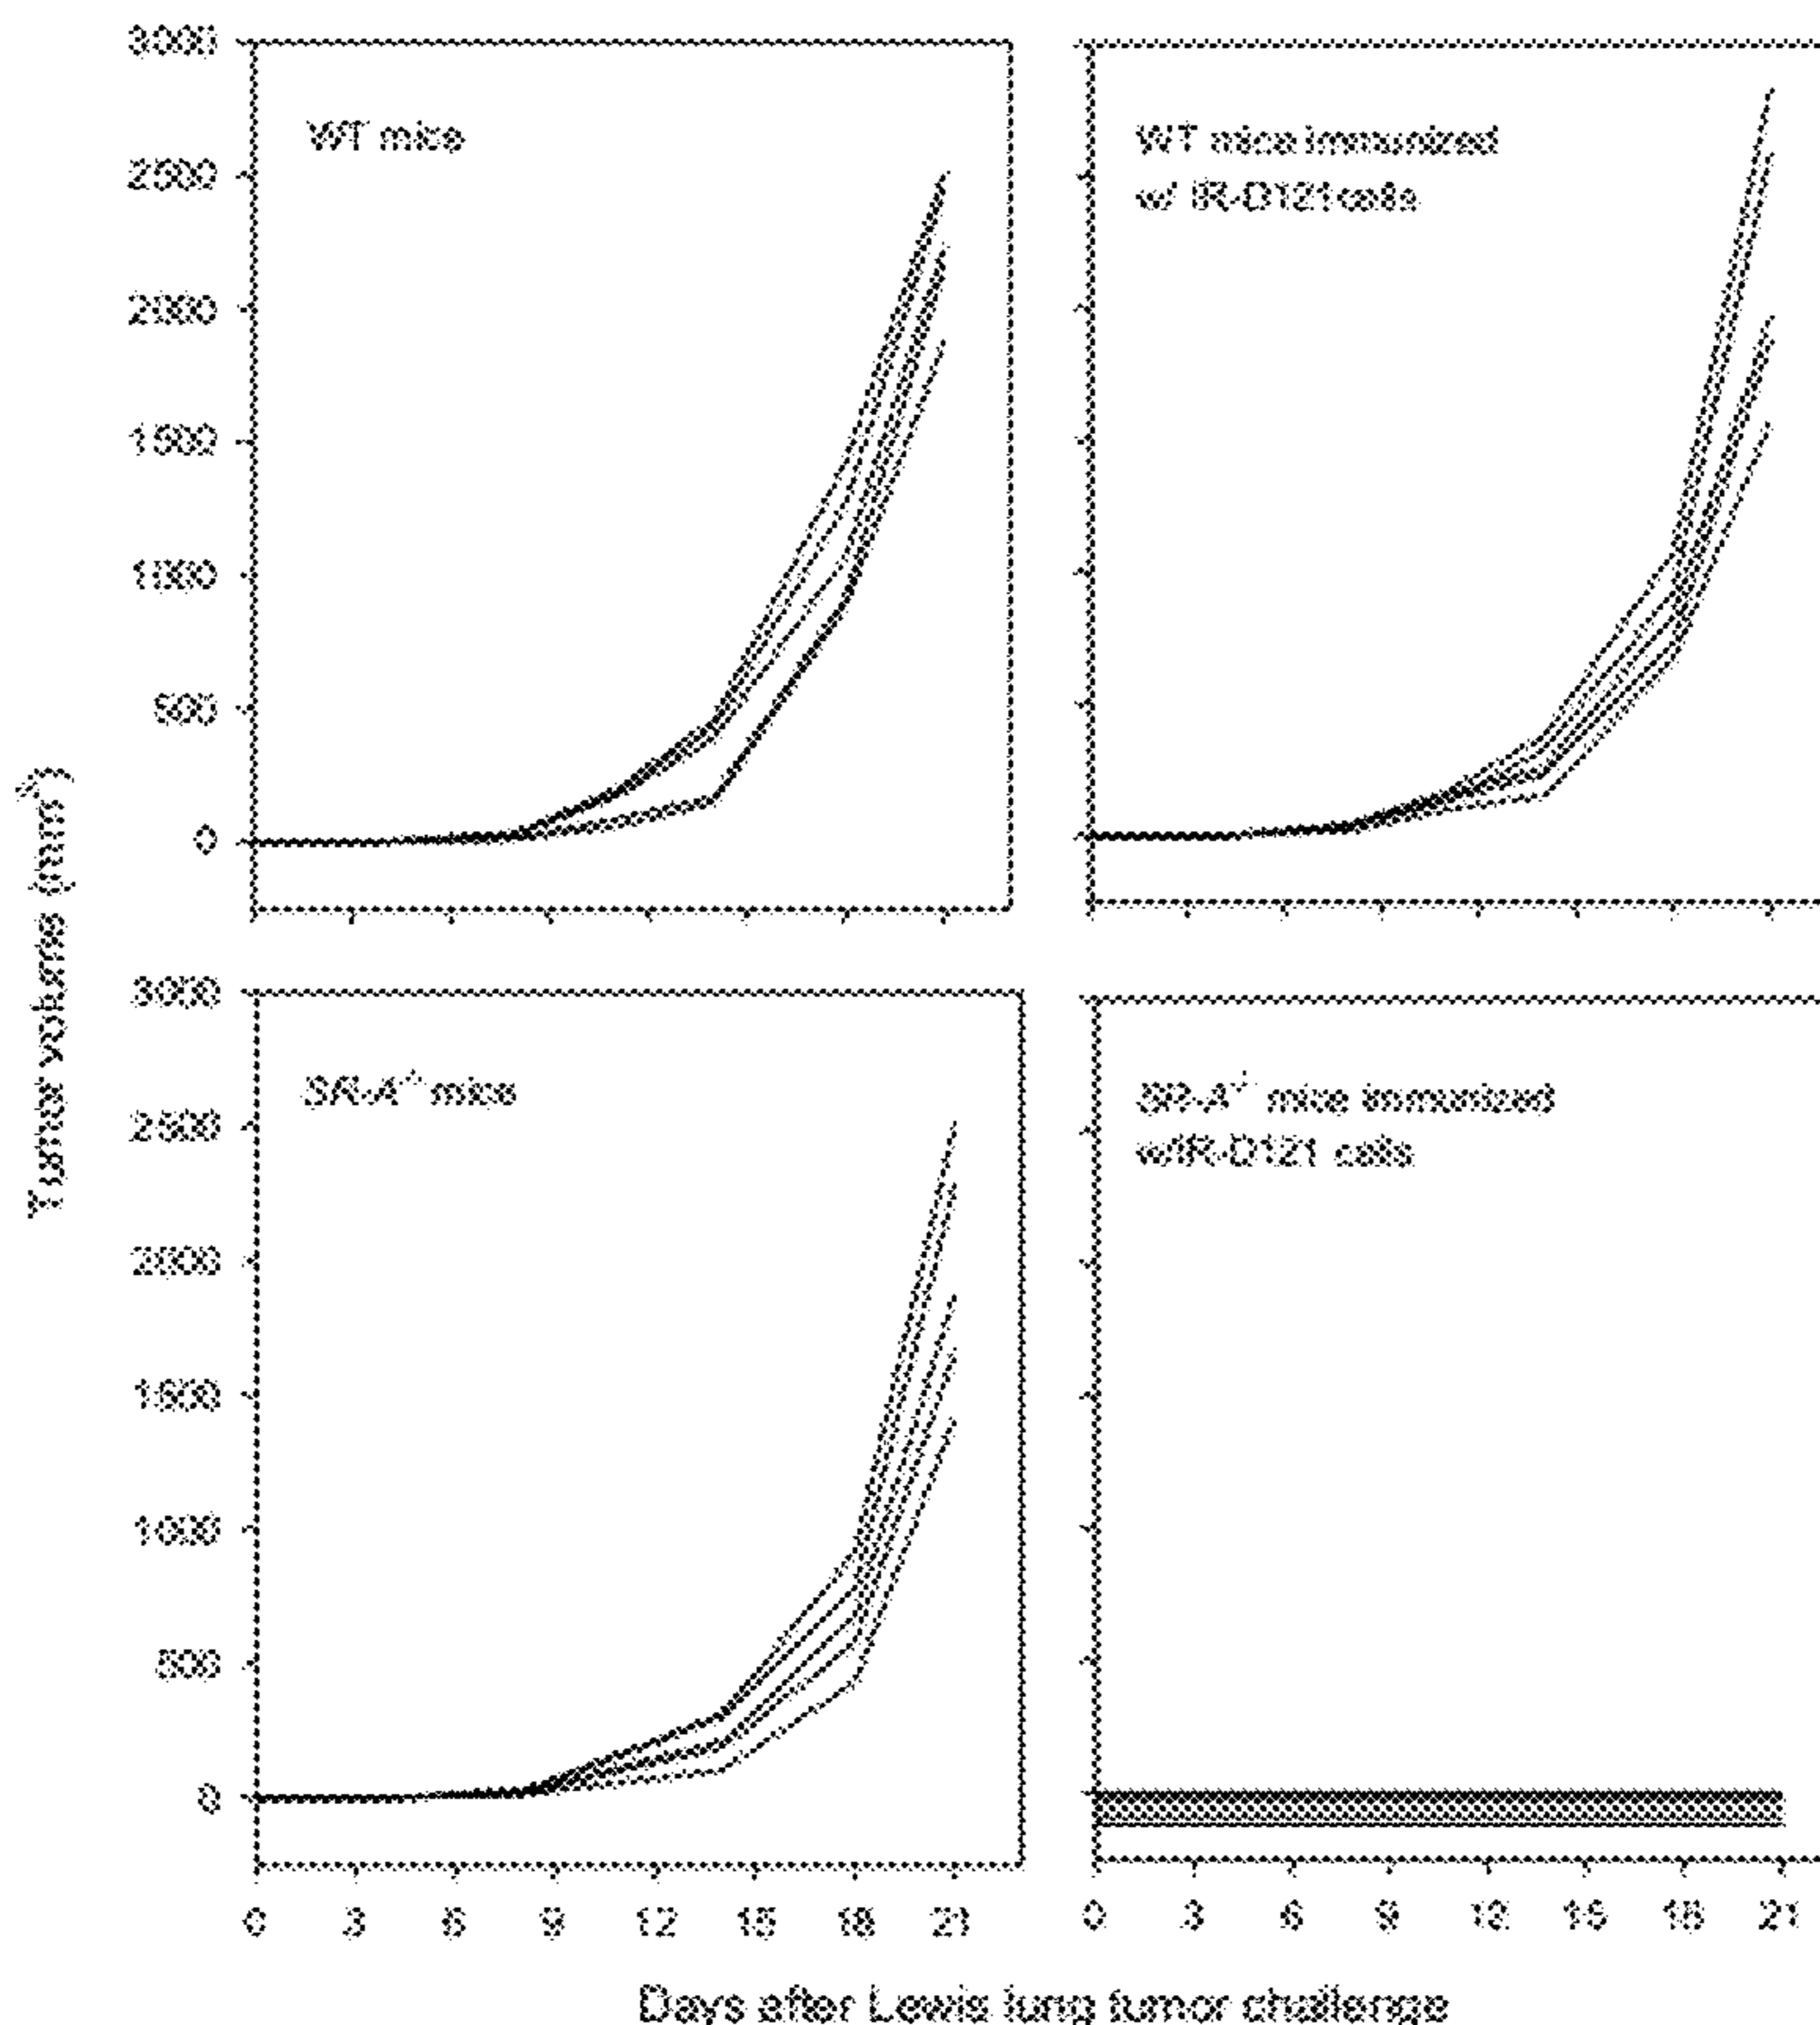 3000
2500
2000
1500
1000
500
0
WT mice
WT mice immunized
w/ IR-D121 cells
Tumor volume (mm³)
3000
2500
2000
1500
1000
500
0
SR-A⁻/⁻ mice
SR-A⁻/⁻ mice immunized
w/IR-D121 cells
0 3 6 9 12 15 18 21
0 3 6 9 12 15 18 21
Days after Lewis lung tumor challenge